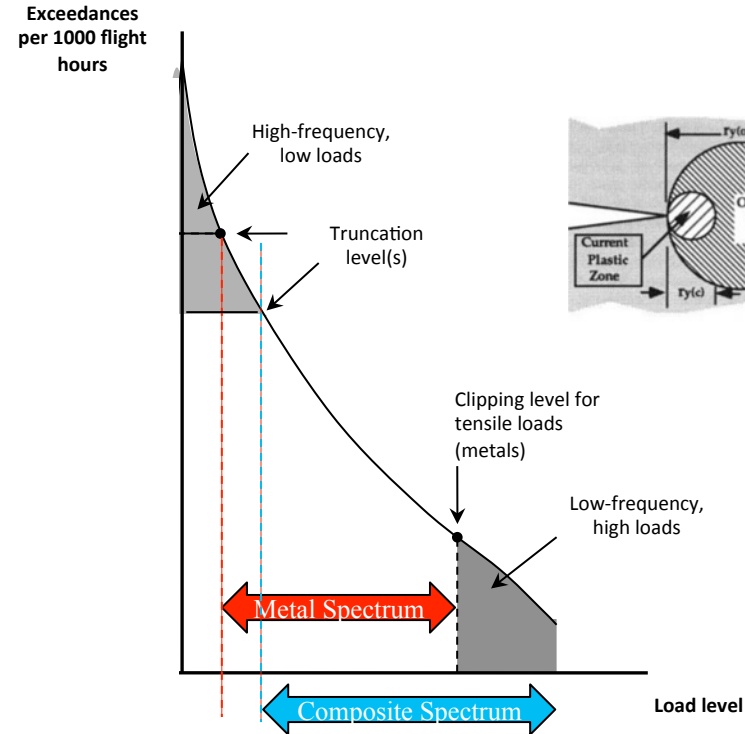 Exceedances
per 1000 flight
hours
High-frequency,
low loads
Truncation
level(s)
Current
Plastic
Zone
ry(c)
Clipping level for
tensile loads
(metals)
Low-frequency,
high loads
Metal Spectrum
Composite Spectrum
Load level